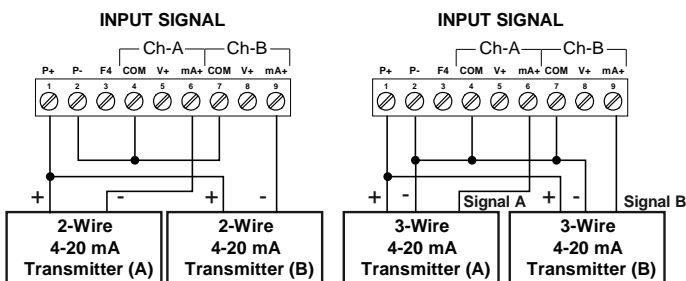 INPUT SIGNAL
Ch-A Ch-B
P+ P- F4 COM V+ mA+ COM V+ mA+
1 2 3 4 5 6 7 8 9
+ - + -
2-Wire
4-20 mA
Transmitter (A)
2-Wire
4-20 mA
Transmitter (B)
INPUT SIGNAL
Ch-A Ch-B
P+ P- F4 COM V+ mA+ COM V+ mA+
1 2 3 4 5 6 7 8 9
+ - Signal A + - Signal B
3-Wire
4-20 mA
Transmitter (A)
3-Wire
4-20 mA
Transmitter (B)